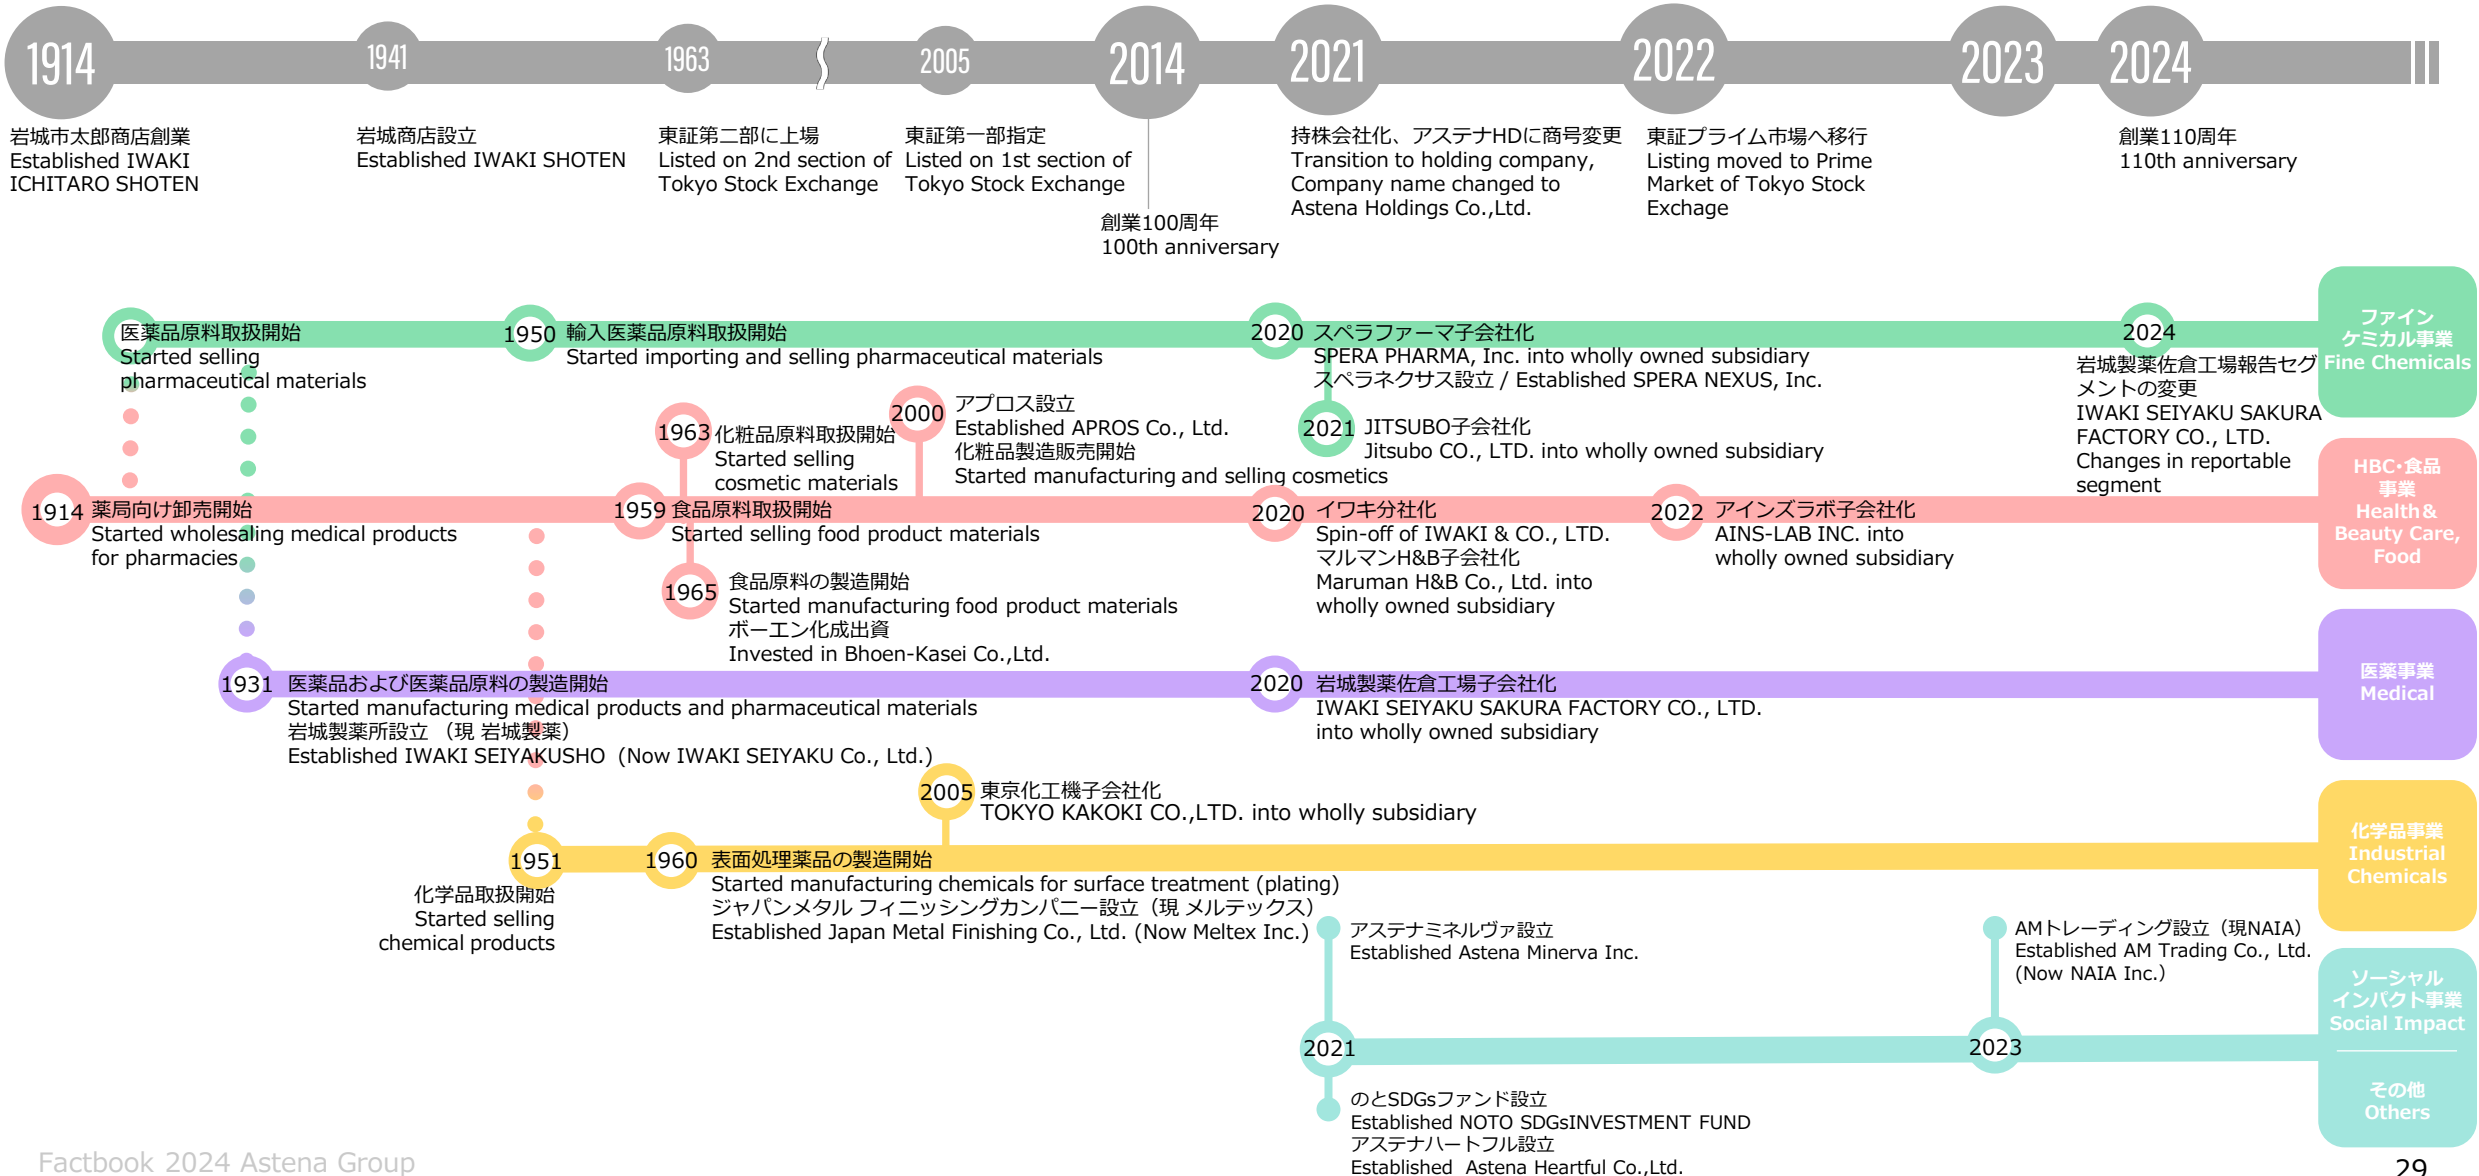 1914
1941
1963
2005
2014
2021
2022
2023
2024
岩城市太郎商店創業
Established IWAKI
ICHITARO SHOTEN
岩城商店設立
Established IWAKI SHOTEN
東証第二部に上場
Listed on 2nd section of
Tokyo Stock Exchange
東証第一部指定
Listed on 1st section of
Tokyo Stock Exchange
創業100周年
100th anniversary
持株会社化、アステナHDに商号変更
Transition to holding company,
Company name changed to
Astena Holdings Co.,Ltd.
東証プライム市場へ移行
Listing moved to Prime
Market of Tokyo Stock
Exchage
創業110周年
110th anniversary
医薬品原料取扱開始
Started selling
pharmaceutical materials
1950
輸入医薬品原料取扱開始
Started importing and selling pharmaceutical materials
2020
スペラファーマ子会社化
SPERA PHARMA, Inc. into wholly owned subsidiary
スペラネクサス設立 / Established SPERA NEXUS, Inc.
2021
JITSUBO子会社化
Jitsubo CO., LTD. into wholly owned subsidiary
2024
岩城製薬佐倉工場報告セグ
メントの変更
IWAKI SEIYAKU SAKURA
FACTORY CO., LTD.
Changes in reportable
segment
ファイン
ケミカル事業
Fine Chemicals
1914
薬局向け卸売開始
Started wholesaling medical products
for pharmacies
1959
食品原料取扱開始
Started selling food product materials
1963
化粧品原料取扱開始
Started selling
cosmetic materials
1965
食品原料の製造開始
Started manufacturing food product materials
ボーエン化成出資
Invested in Bhoen-Kasei Co.,Ltd.
2000
アプロス設立
Established APROS Co., Ltd.
化粧品製造販売開始
Started manufacturing and selling cosmetics
2020
イワキ分社化
Spin-off of IWAKI & CO., LTD.
マルマンH&B子会社化
Maruman H&B Co., Ltd. into
wholly owned subsidiary
2022
アインズラボ子会社化
AINS-LAB INC. into
wholly owned subsidiary
HBC・食品
事業
Health&
Beauty Care,
Food
1931
医薬品および医薬品原料の製造開始
Started manufacturing medical products and pharmaceutical materials
岩城製薬所設立 （現 岩城製薬）
Established IWAKI SEIYAKUSHO (Now IWAKI SEIYAKU Co., Ltd.)
2020
岩城製薬佐倉工場子会社化
IWAKI SEIYAKU SAKURA FACTORY CO., LTD.
into wholly owned subsidiary
医薬事業
Medical
1951
化学品取扱開始
Started selling
chemical products
1960
表面処理薬品の製造開始
Started manufacturing chemicals for surface treatment (plating)
ジャパンメタル フィニッシングカンパニー設立（現 メルテックス）
Established Japan Metal Finishing Co., Ltd. (Now Meltex Inc.)
2005
東京化工機子会社化
TOKYO KAKOKI CO.,LTD. into wholly subsidiary
化学品事業
Industrial
Chemicals
アステナミネルヴァ設立
Established Astena Minerva Inc.
2021
のとSDGsファンド設立
Established NOTO SDGsINVESTMENT FUND
アステナハートフル設立
Established Astena Heartful Co.,Ltd.
AMトレーディング設立（現NAIA）
Established AM Trading Co., Ltd.
(Now NAIA Inc.）
2023
ソーシャル
インパクト事業
Social Impact
その他
Others
Factbook 2024 Astena Group
29